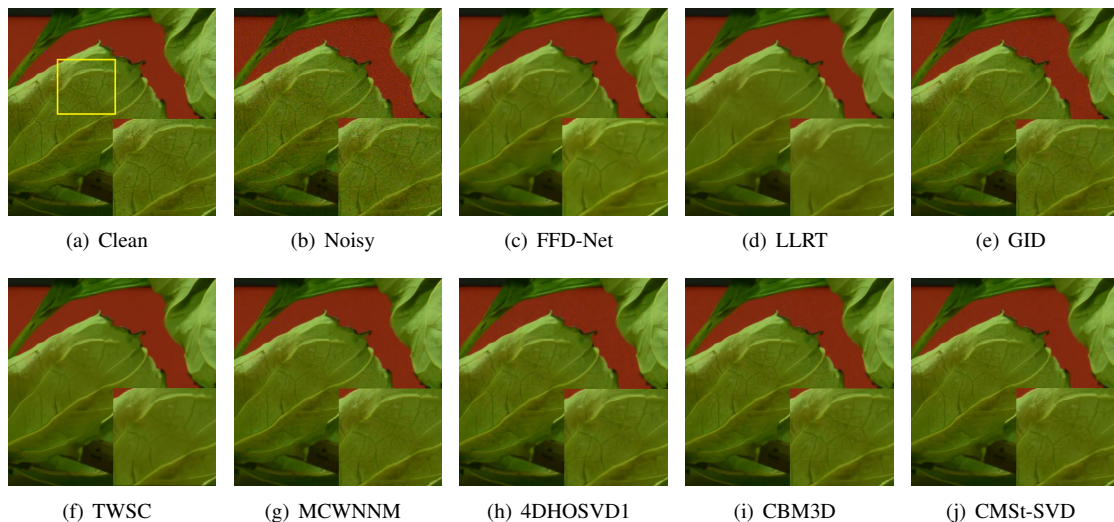 (a) Clean
(b) Noisy
(c) FFD-Net
(d) LLRT
(e) GID
(f) TWSC
(g) MCWNNM
(h) 4DHOSVD1
(i) CBM3D
(j) CMSt-SVD